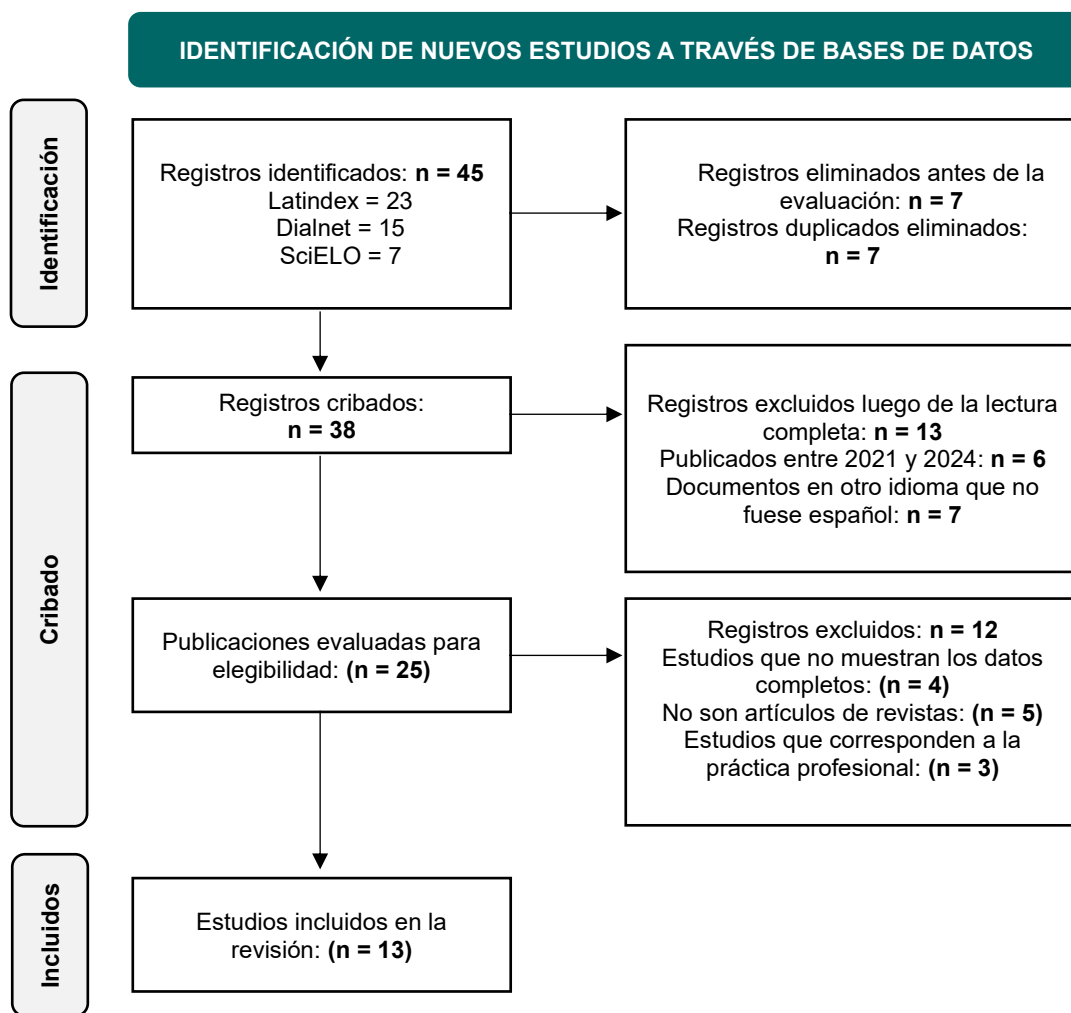 IDENTIFICACIÓN DE NUEVOS ESTUDIOS A TRAVÉS DE BASES DE DATOS
Identificación
Registros identificados: n = 45
Latindex = 23
Dialnet = 15
SciELO = 7
Registros eliminados antes de la
evaluación: n = 7
Registros duplicados eliminados:
n = 7
Cribado
Registros cribados:
n = 38
Registros excluidos luego de la lectura
completa: n = 13
Publicados entre 2021 y 2024: n = 6
Documentos en otro idioma que no
fuese español: n = 7
Publicaciones evaluadas para
elegibilidad: (n = 25)
Registros excluidos: n = 12
Estudios que no muestran los datos
completos: (n = 4)
No son artículos de revistas: (n = 5)
Estudios que corresponden a la
práctica profesional: (n = 3)
Incluidos
Estudios incluidos en la
revisión: (n = 13)